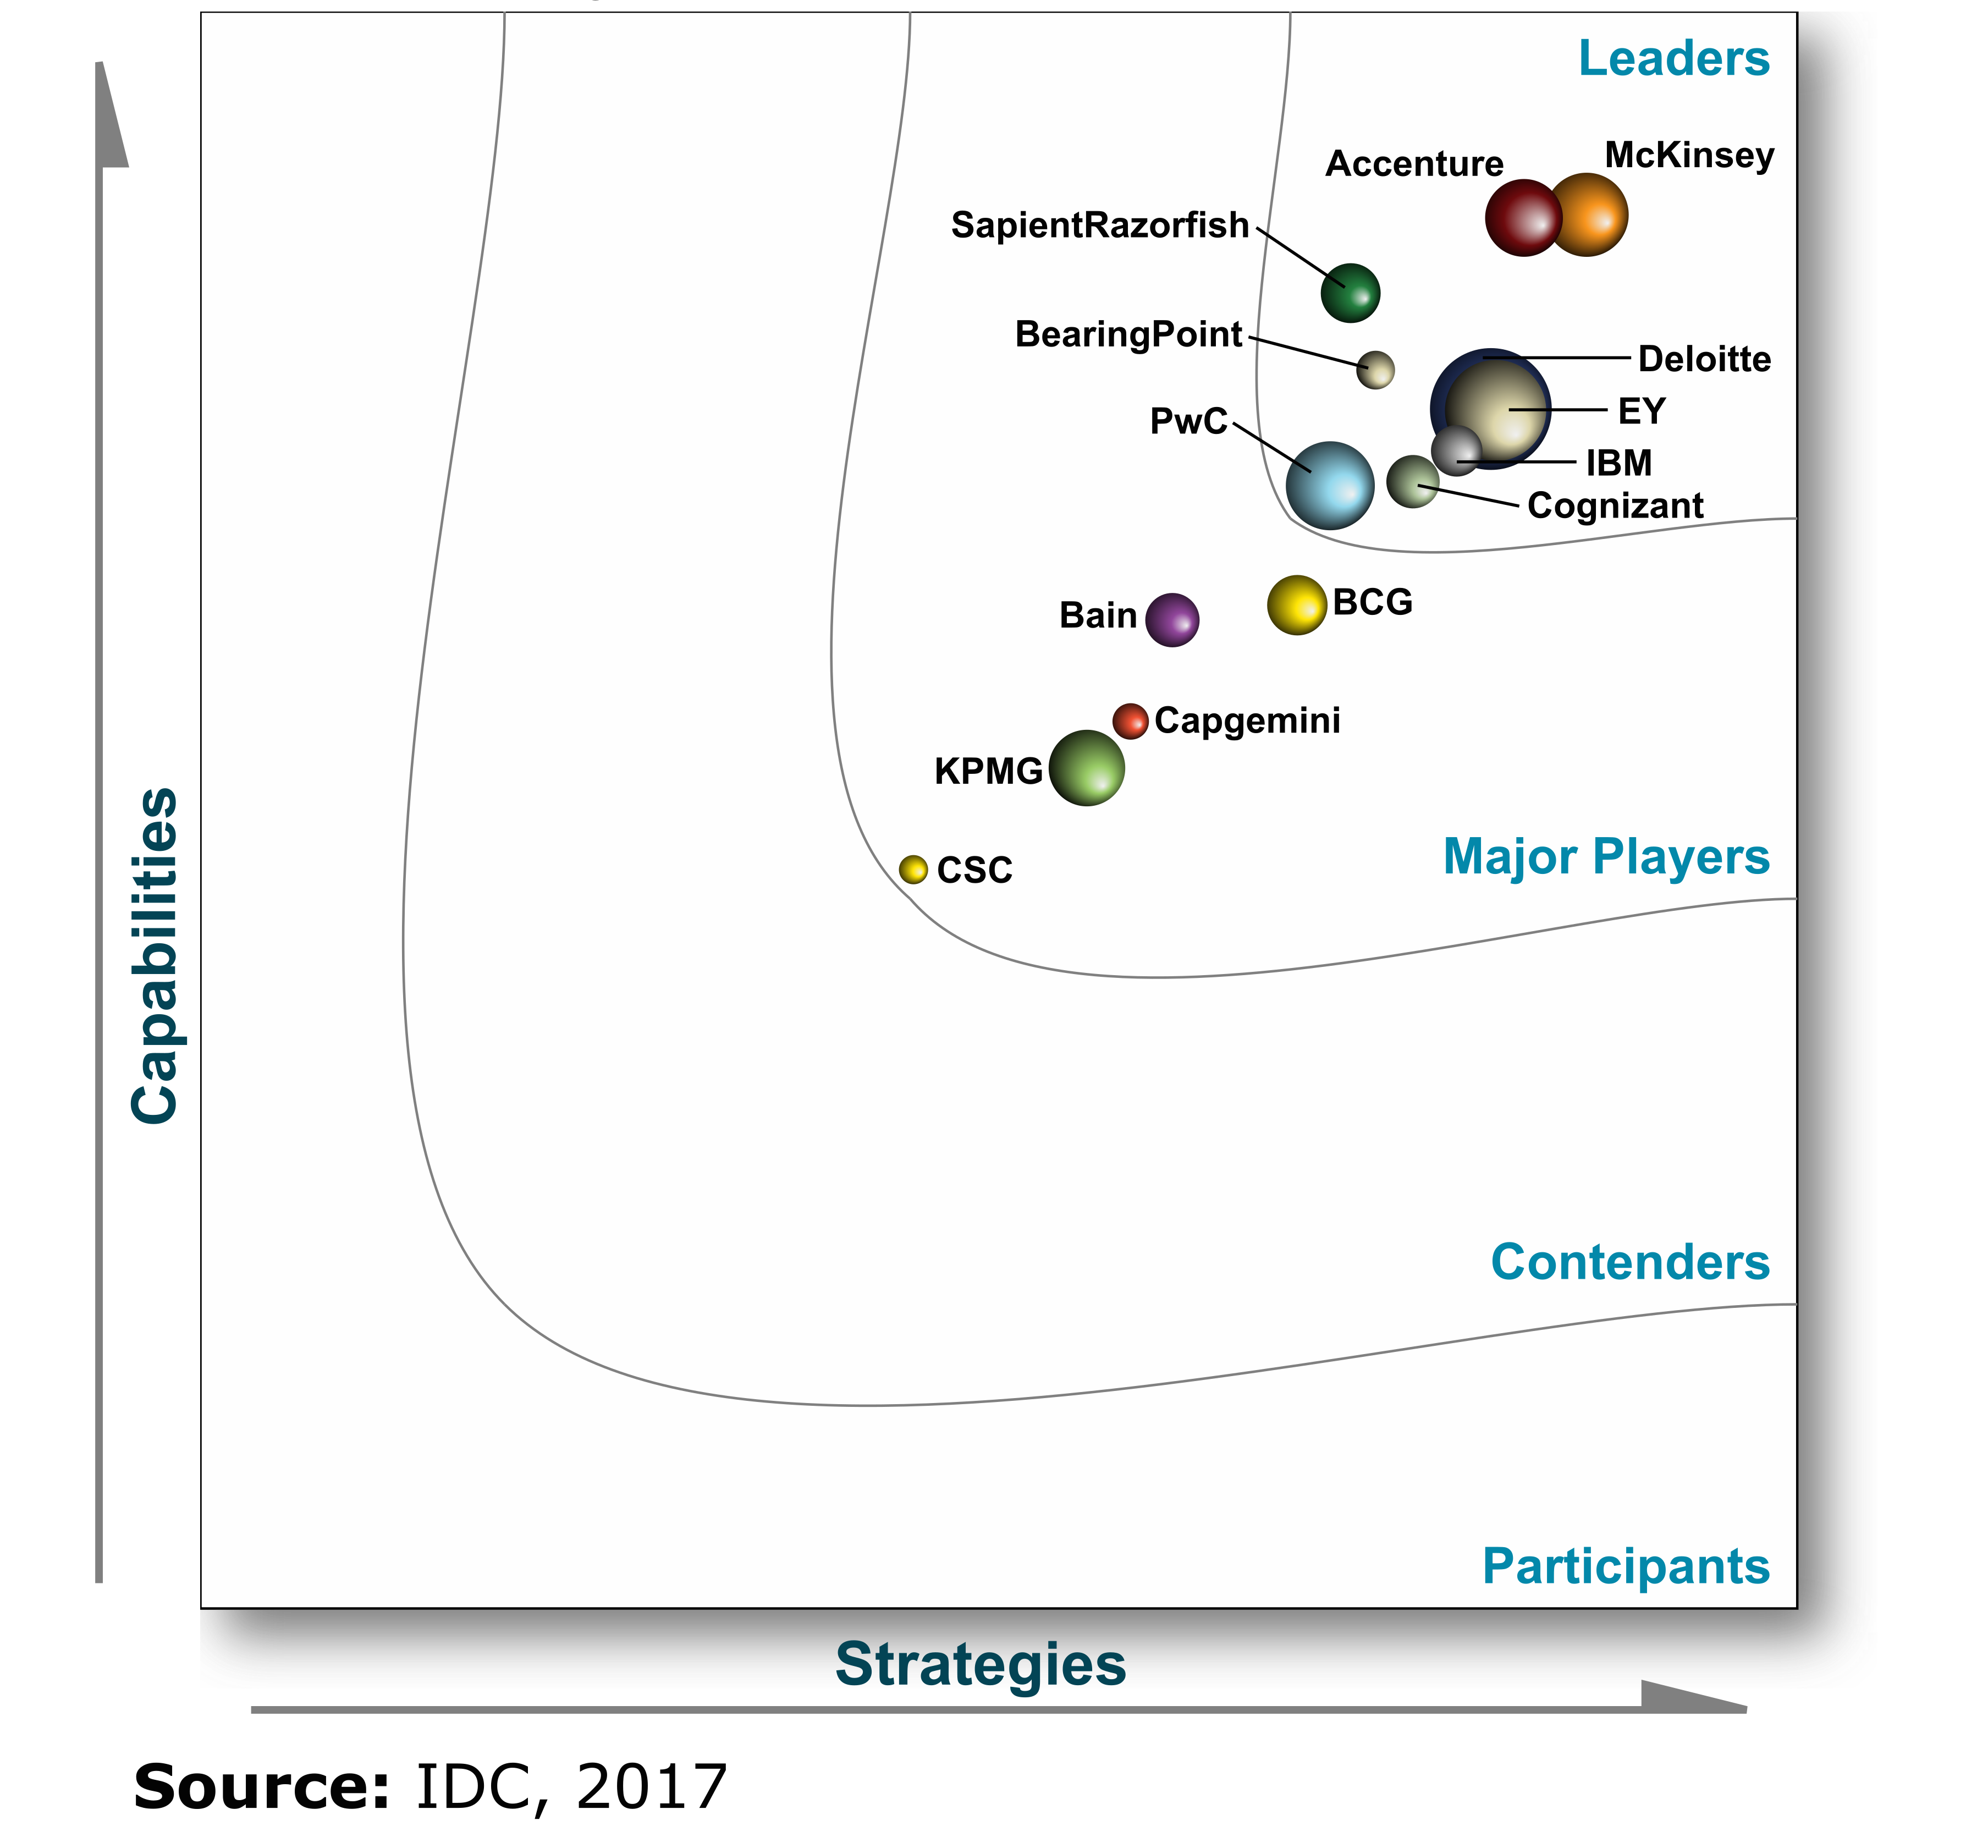 Leaders
McKinsey
Accenture
SapientRazorfish
BearingPoint
Deloitte
EY
PwC
IBM
Cognizant
BCG
Bain
Capgemini
KPMG
Major Players
CSC
Capabilities
Contenders
Participants
Strategies
Source: IDC, 2017